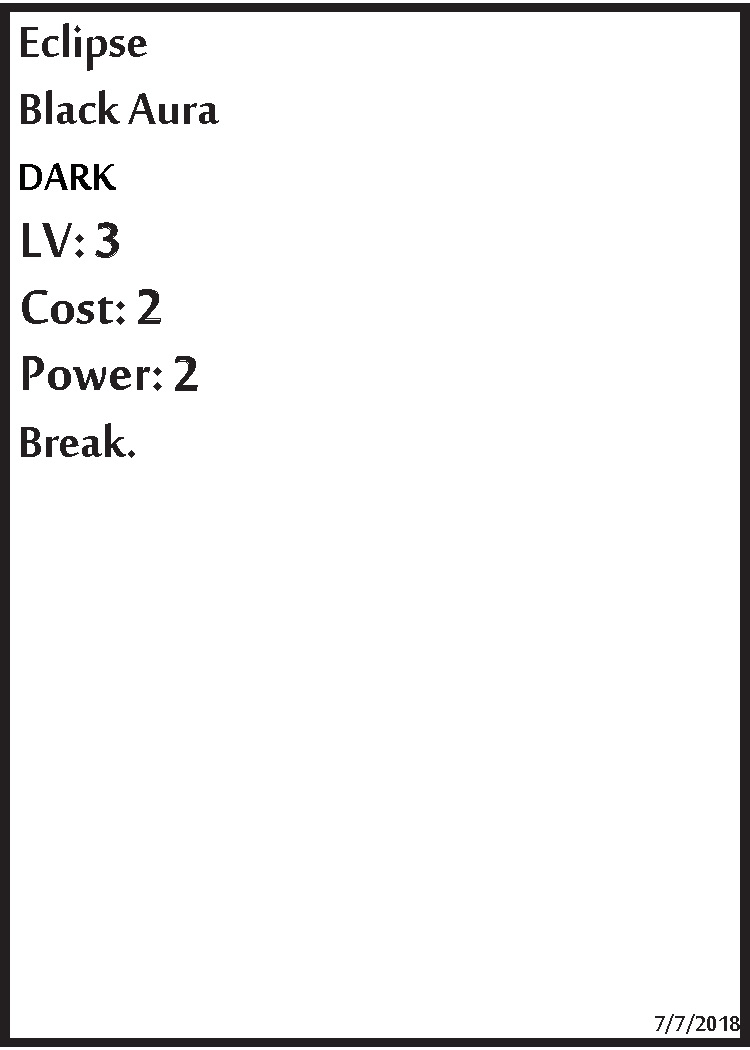 Eclipse
Black Aura
DARK
LV: 3
Cost: 2
Power: 2
Break.
7/7/2018